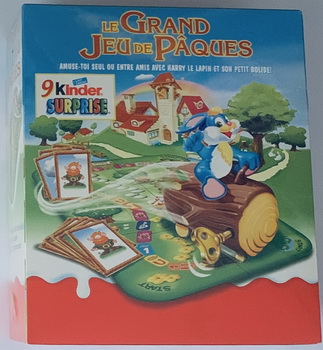 LE GRAND
JEU DE PÂQUES
AMUSE-TOI SEUL OU ENTRE AMIS AVEC HARRY LE LAPIN ET SON PETIT BOLIDE!
9 Kinder
SURPRISE
START